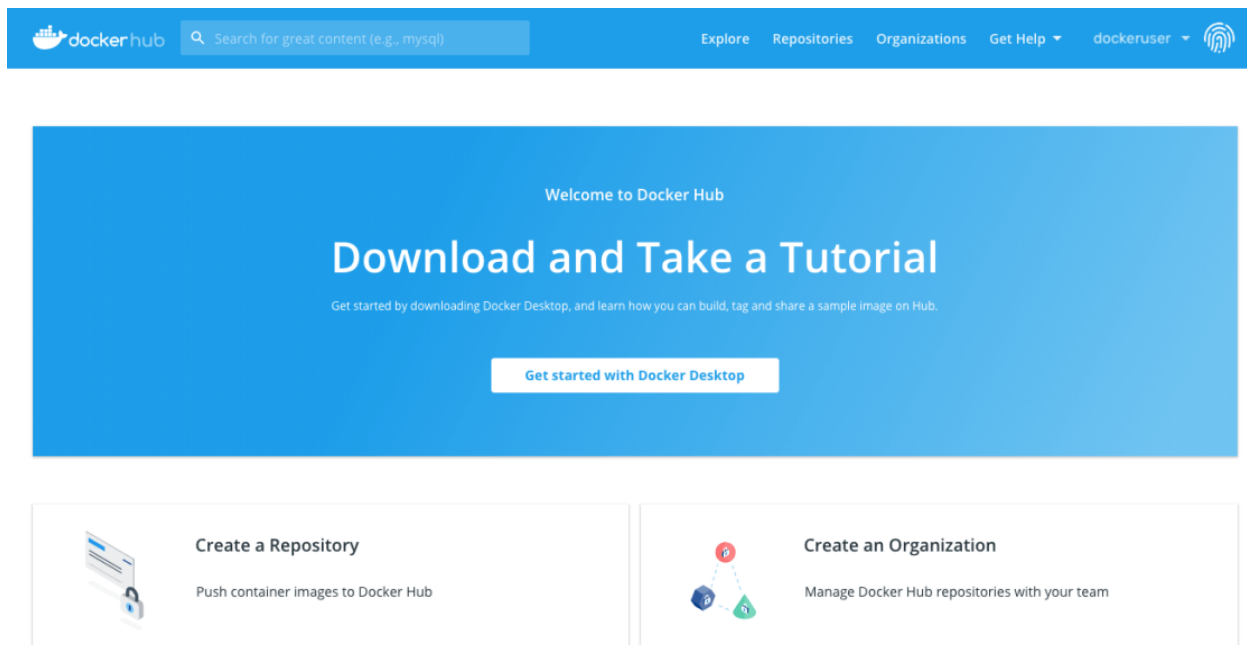 dockerhub
Search for great content (e.g., mysql)
Explore
Repositories
Organizations
Get Help
dockeruser
Welcome to Docker Hub
Download and Take a Tutorial
Get started by downloading Docker Desktop, and learn how you can build, tag and share a sample image on Hub.
Get started with Docker Desktop
Create a Repository
Push container images to Docker Hub
Create an Organization
Manage Docker Hub repositories with your team